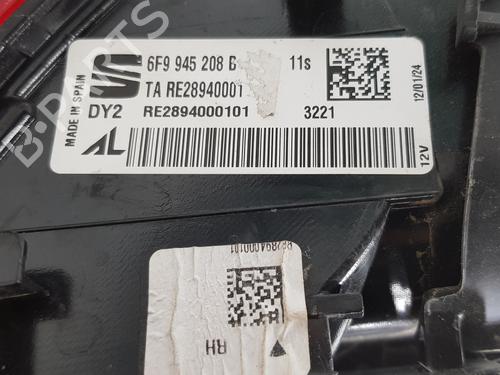 MADE IN SPAIN
6F9 945 208 B
11s
TA RE28940001
DY2
RE2894000101
3221
12/01/24
AL
12V
RE2894000101
RH
B-PARTS